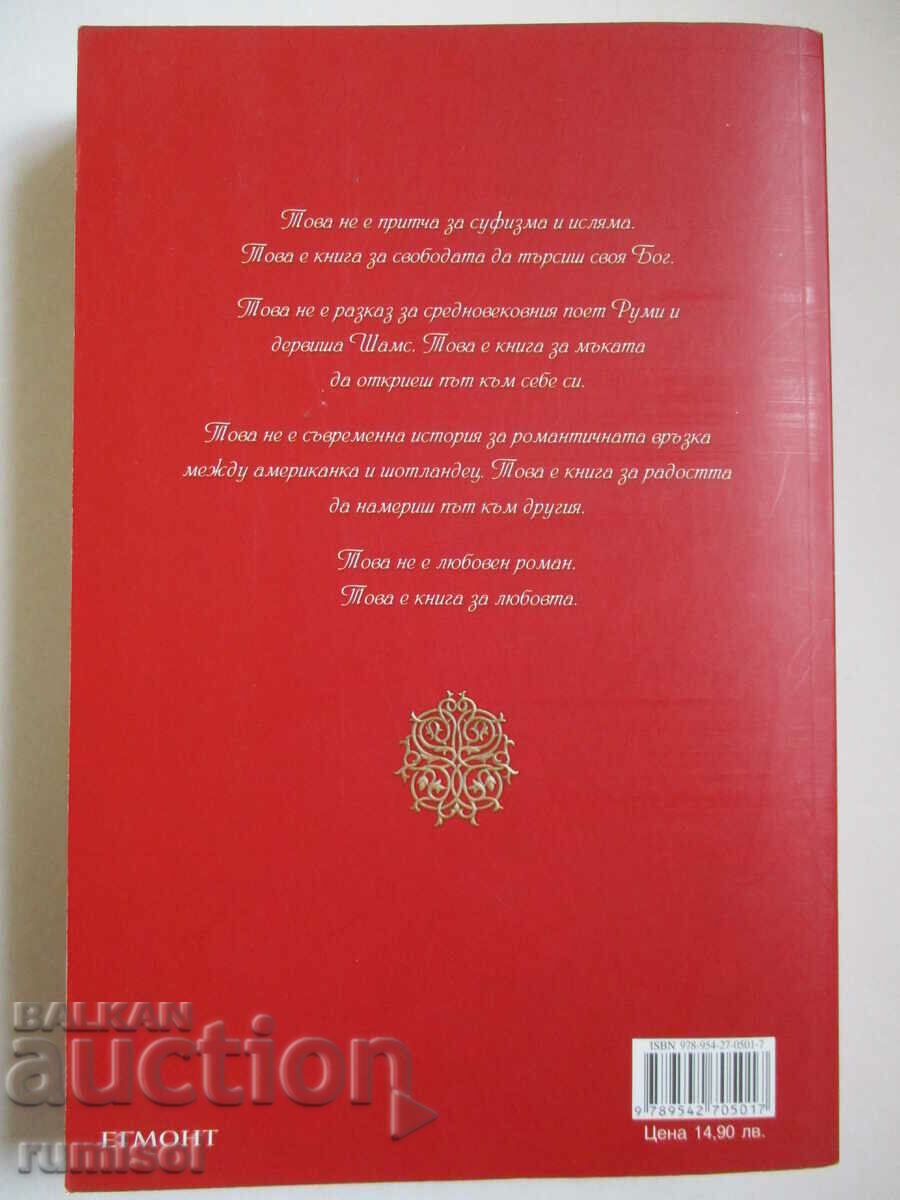 Това не е притча за суфизма и исляма.
Това е книга за свободата да търсиш своя Бог.
Това не е разказ за средновековния поет Руми и
дервиша Шамс. Това е книга за мъката
да откриеш път към себе си.
Това не е съвременна история за романтичната връзка
между американка и шотландец. Това е книга за радостта
да намериш път към другия.
Това не е любовен роман.
Това е книга за любовта.
BALKAN
auction
rumisol
ЕГМОНТ
ISBN 978-954-27-0501-7
9 789542 705017
Цена 14,90 лв.